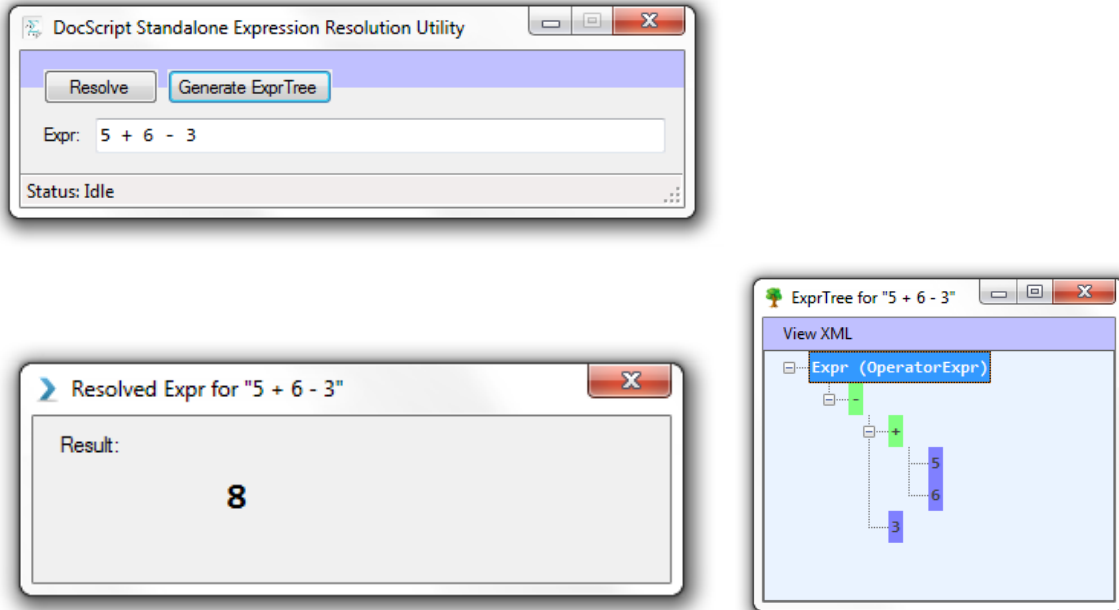 DocScript Standalone Expression Resolution Utility
Resolve Generate ExprTree
Expr: 5 + 6 - 3
Status: Idle
Resolved Expr for "5 + 6 - 3"
Result:
8
ExprTree for "5 + 6 - 3"
View XML
Expr (OperatorExpr)
-
+
5
6
3